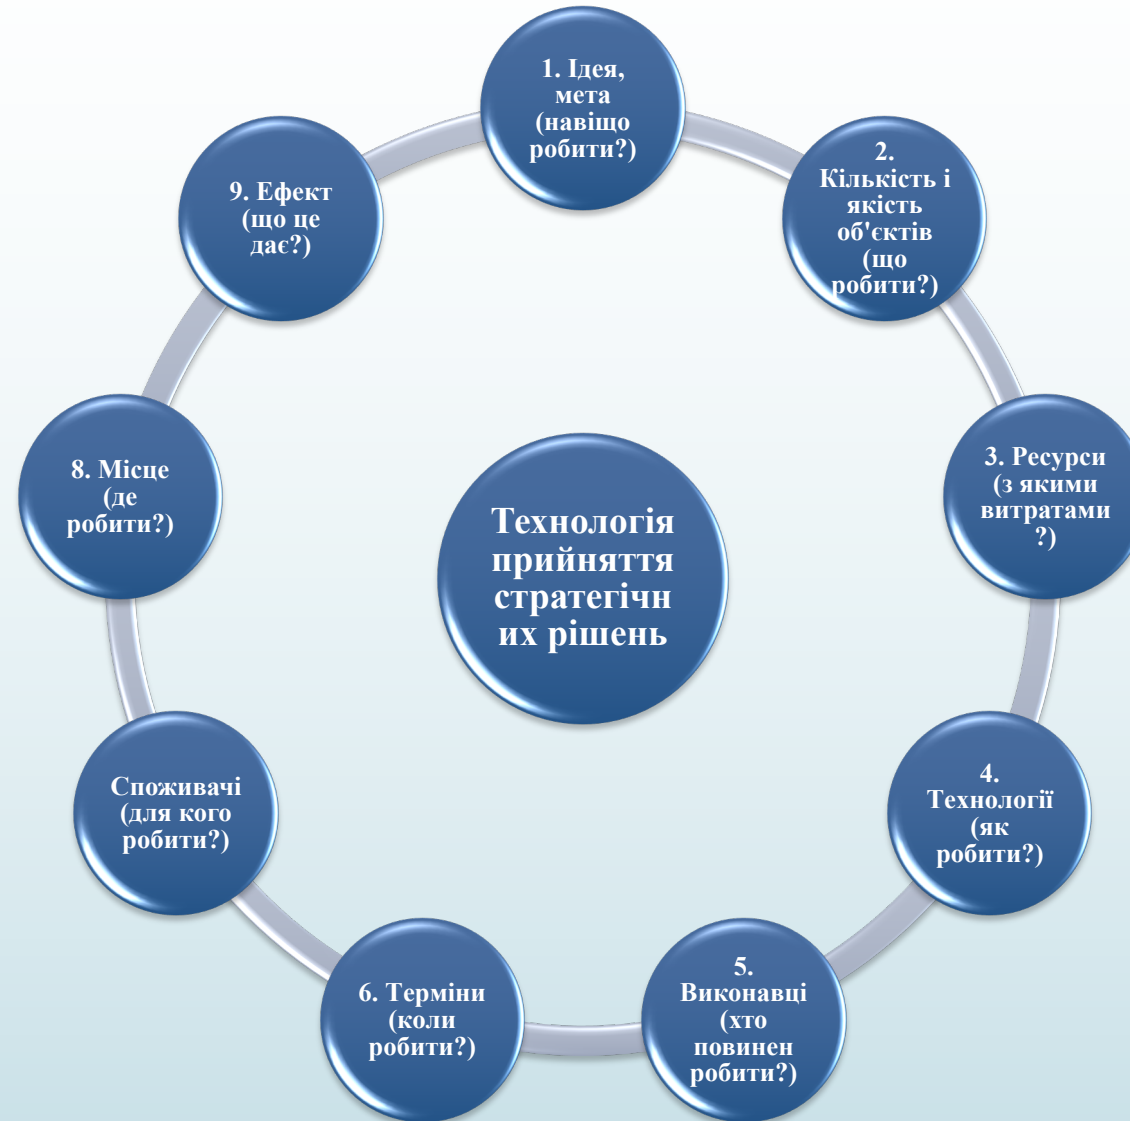 1. Ідея,
мета
(навіщо
робити?)
2.
Кількість і
якість
об'єктів
(що
робити?)
3. Ресурси
(з якими
витратами
?)
4.
Технології
(як
робити?)
5.
Виконавці
(хто
повинен
робити?)
6. Терміни
(коли
робити?)
Споживачі
(для кого
робити?)
8. Місце
(де
робити?)
9. Ефект
(що це
дає?)
Технологія
прийняття
стратегічн
их рішень